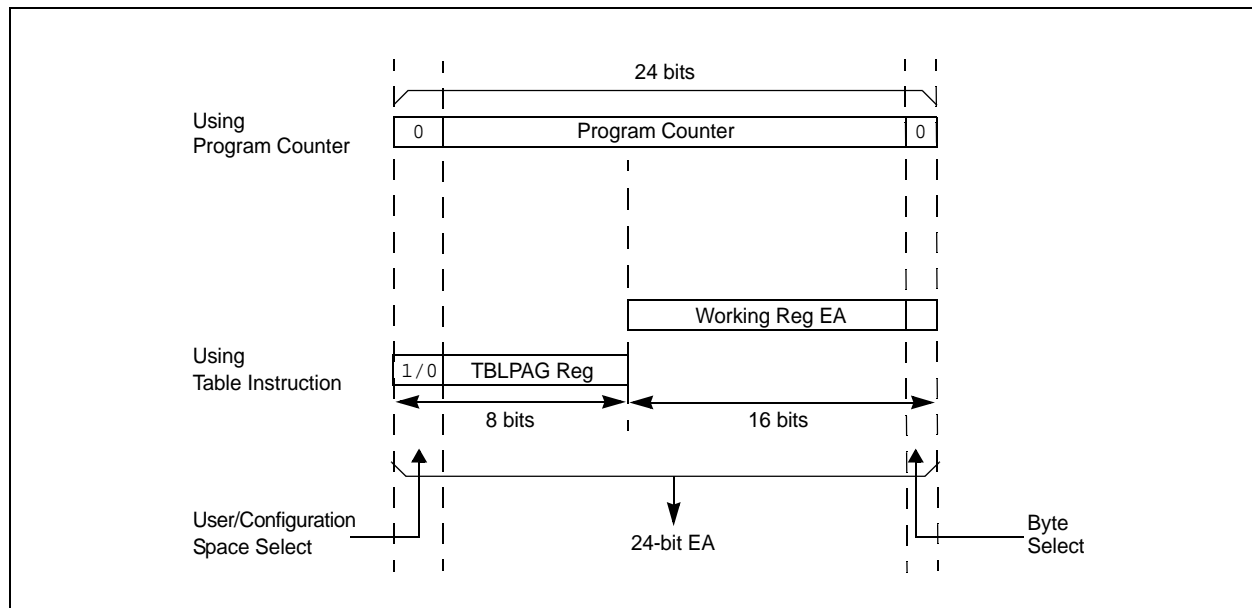 24 bits
Using
Program Counter
0
Program Counter
0
Working Reg EA
Using
Table Instruction
1/0
TBLPAG Reg
8 bits
16 bits
User/Configuration
Space Select
24-bit EA
Byte
Select